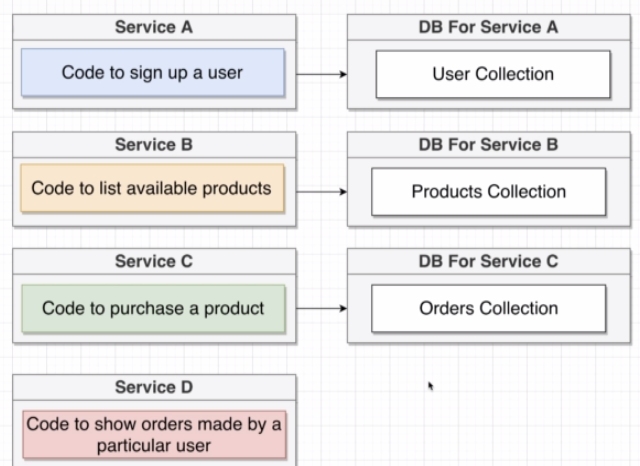 Service A
DB For Service A
Code to sign up a user
User Collection
Service B
DB For Service B
Code to list available products
Products Collection
Service C
DB For Service C
Code to purchase a product
Orders Collection
Service D
Code to show orders made by a
particular user